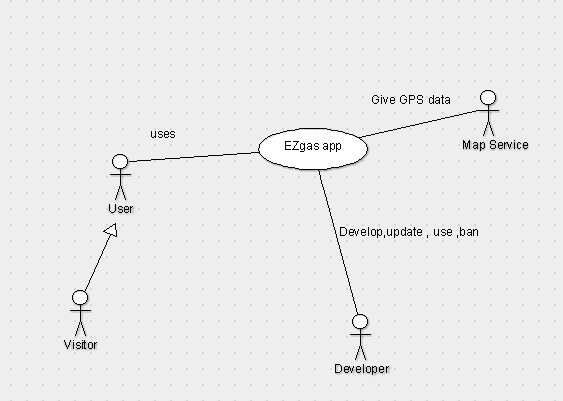 Give GPS data
uses
EZgas app
Map Service
User
Develop,update , use ,ban
Visitor
Developer